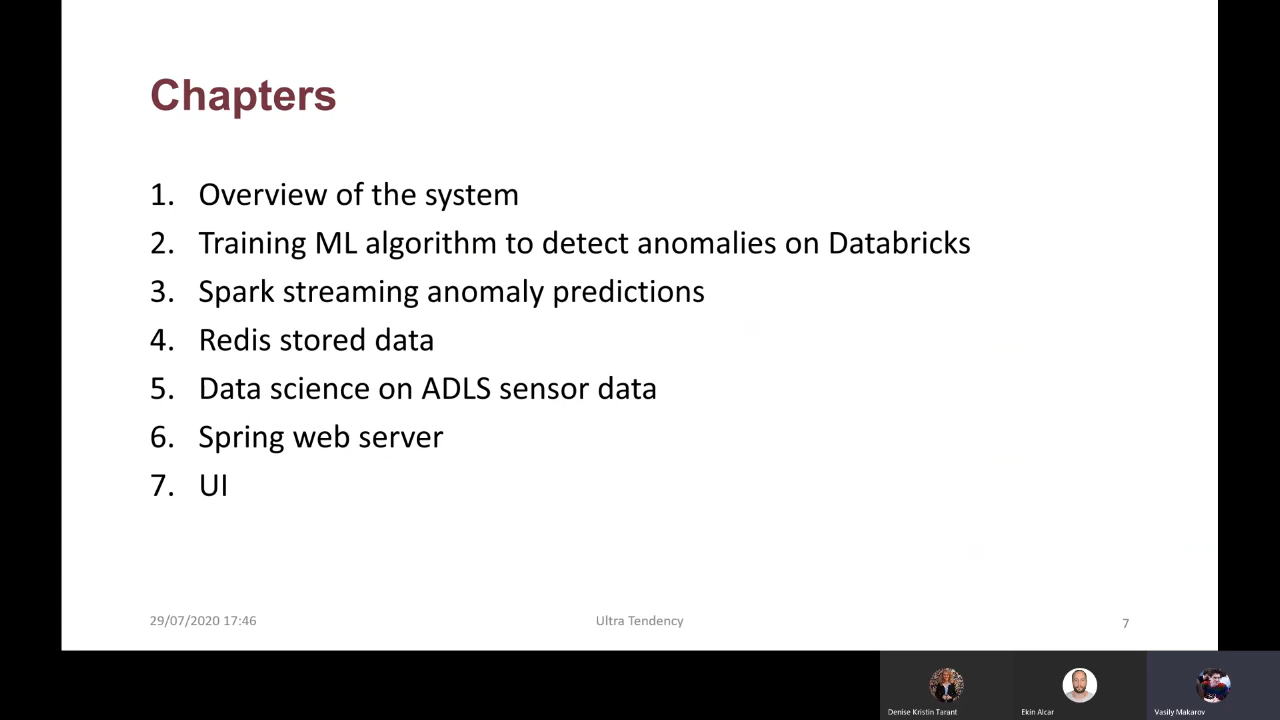 Chapters
1. Overview of the system
2. Training ML algorithm to detect anomalies on Databricks
3. Spark streaming anomaly predictions
4. Redis stored data
5. Data science on ADLS sensor data
6. Spring web server
7. UI
29/07/2020 17:46 Ultra Tendency 7
Denise Kristin Tarant Ekin Alcar Vasily Makarov